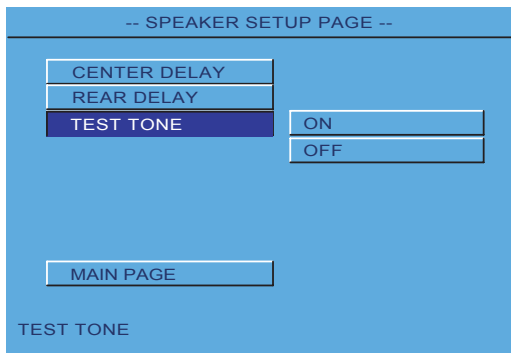 -- SPEAKER SETUP PAGE --
CENTER DELAY
REAR DELAY
TEST TONE
ON
OFF
MAIN PAGE
TEST TONE